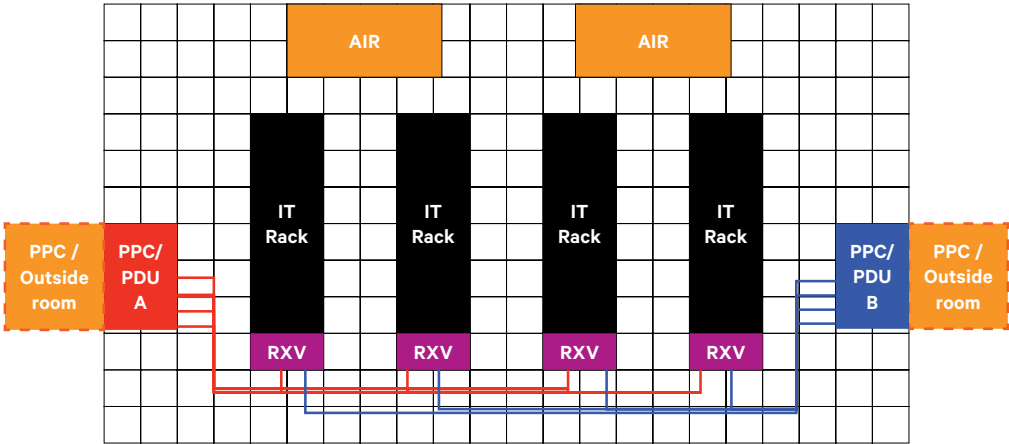 AIR
AIR
IT
Rack
IT
Rack
IT
Rack
IT
Rack
PPC /
Outside
room
PPC/
PDU
A
PPC/
PDU
B
PPC /
Outside
room
RXV
RXV
RXV
RXV